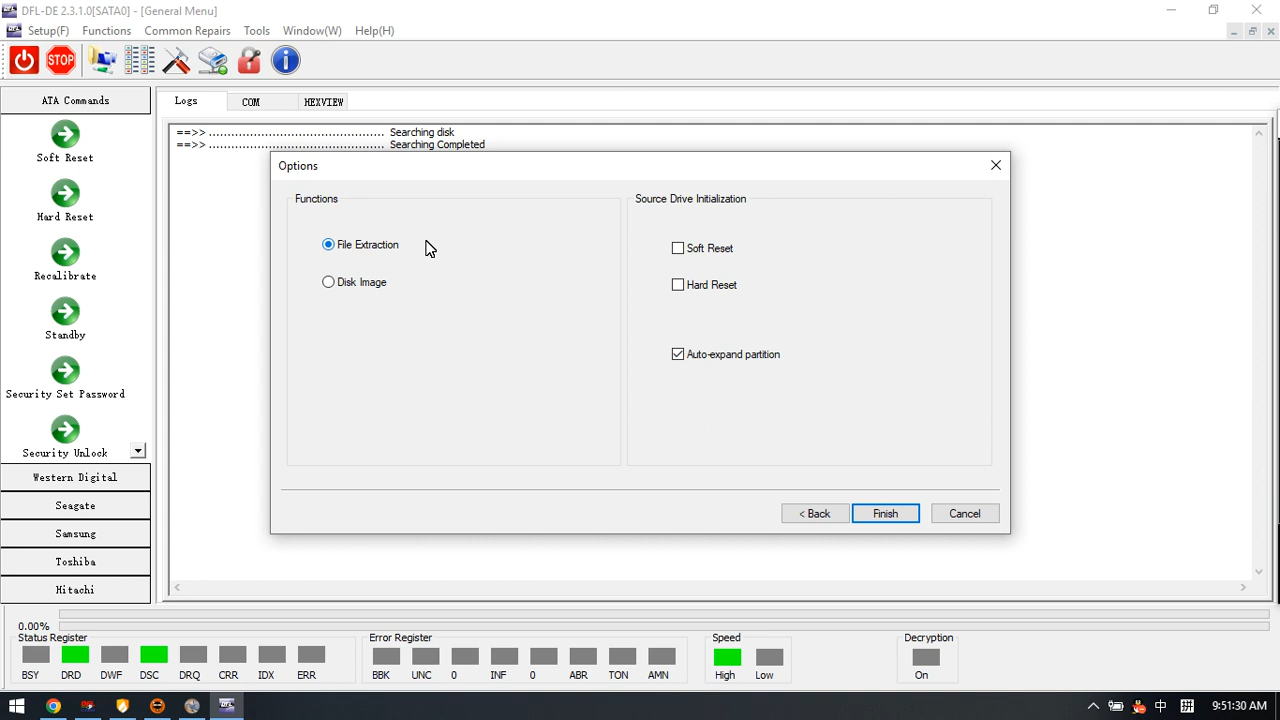 DFL-DE 2.3.1.0[SATA0] - [General Menu]
Setup(F) Functions Common Repairs Tools Window(W) Help(H)
STOP
ATA Commands
Logs COM HEXVIEW
==>> .............................................. Searching disk
==>> .............................................. Searching Completed
Soft Reset
Hard Reset
Recalibrate
Standby
Security Set Password
Security Unlock
Western Digital
Seagate
Samsung
Toshiba
Hitachi
Options
Functions
File Extraction
Disk Image
Source Drive Initialization
Soft Reset
Hard Reset
Auto-expand partition
< Back Finish Cancel
0.00%
Status Register
BSY DRD DWF DSC DRQ CRR IDX ERR
Error Register
BBK UNC 0 INF 0 ABR TON AMN
Speed
High Low
Decryption
On
中 拼 9:51:30 AM